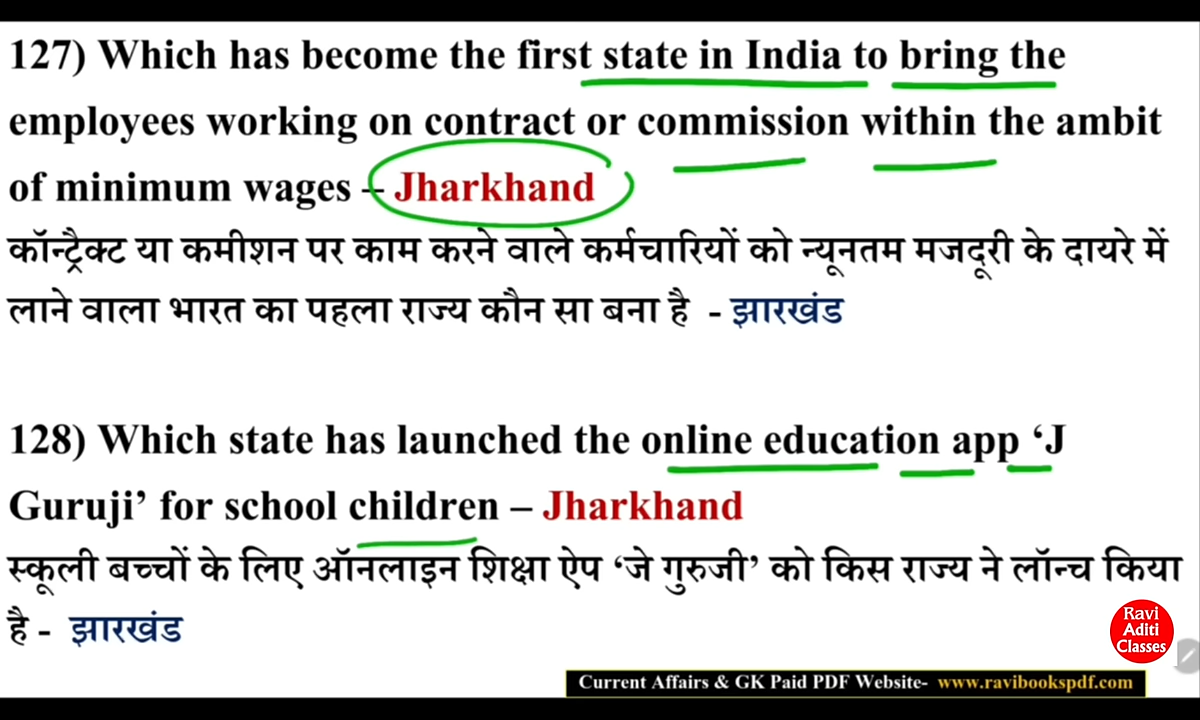 127) Which has become the first state in India to bring the
employees working on contract or commission within the ambit
of minimum wages – Jharkhand
कॉन्ट्रैक्ट या कमीशन पर काम करने वाले कर्मचारियों को न्यूनतम मजदूरी के दायरे में
लाने वाला भारत का पहला राज्य कौन सा बना है - झारखंड
128) Which state has launched the online education app ‘J
Guruji’ for school children – Jharkhand
स्कूली बच्चों के लिए ऑनलाइन शिक्षा ऐप ‘जे गुरुजी’ को किस राज्य ने लॉन्च किया
है - झारखंड
Ravi
Aditi
Classes
Current Affairs & GK Paid PDF Website- www.ravibookspdf.com